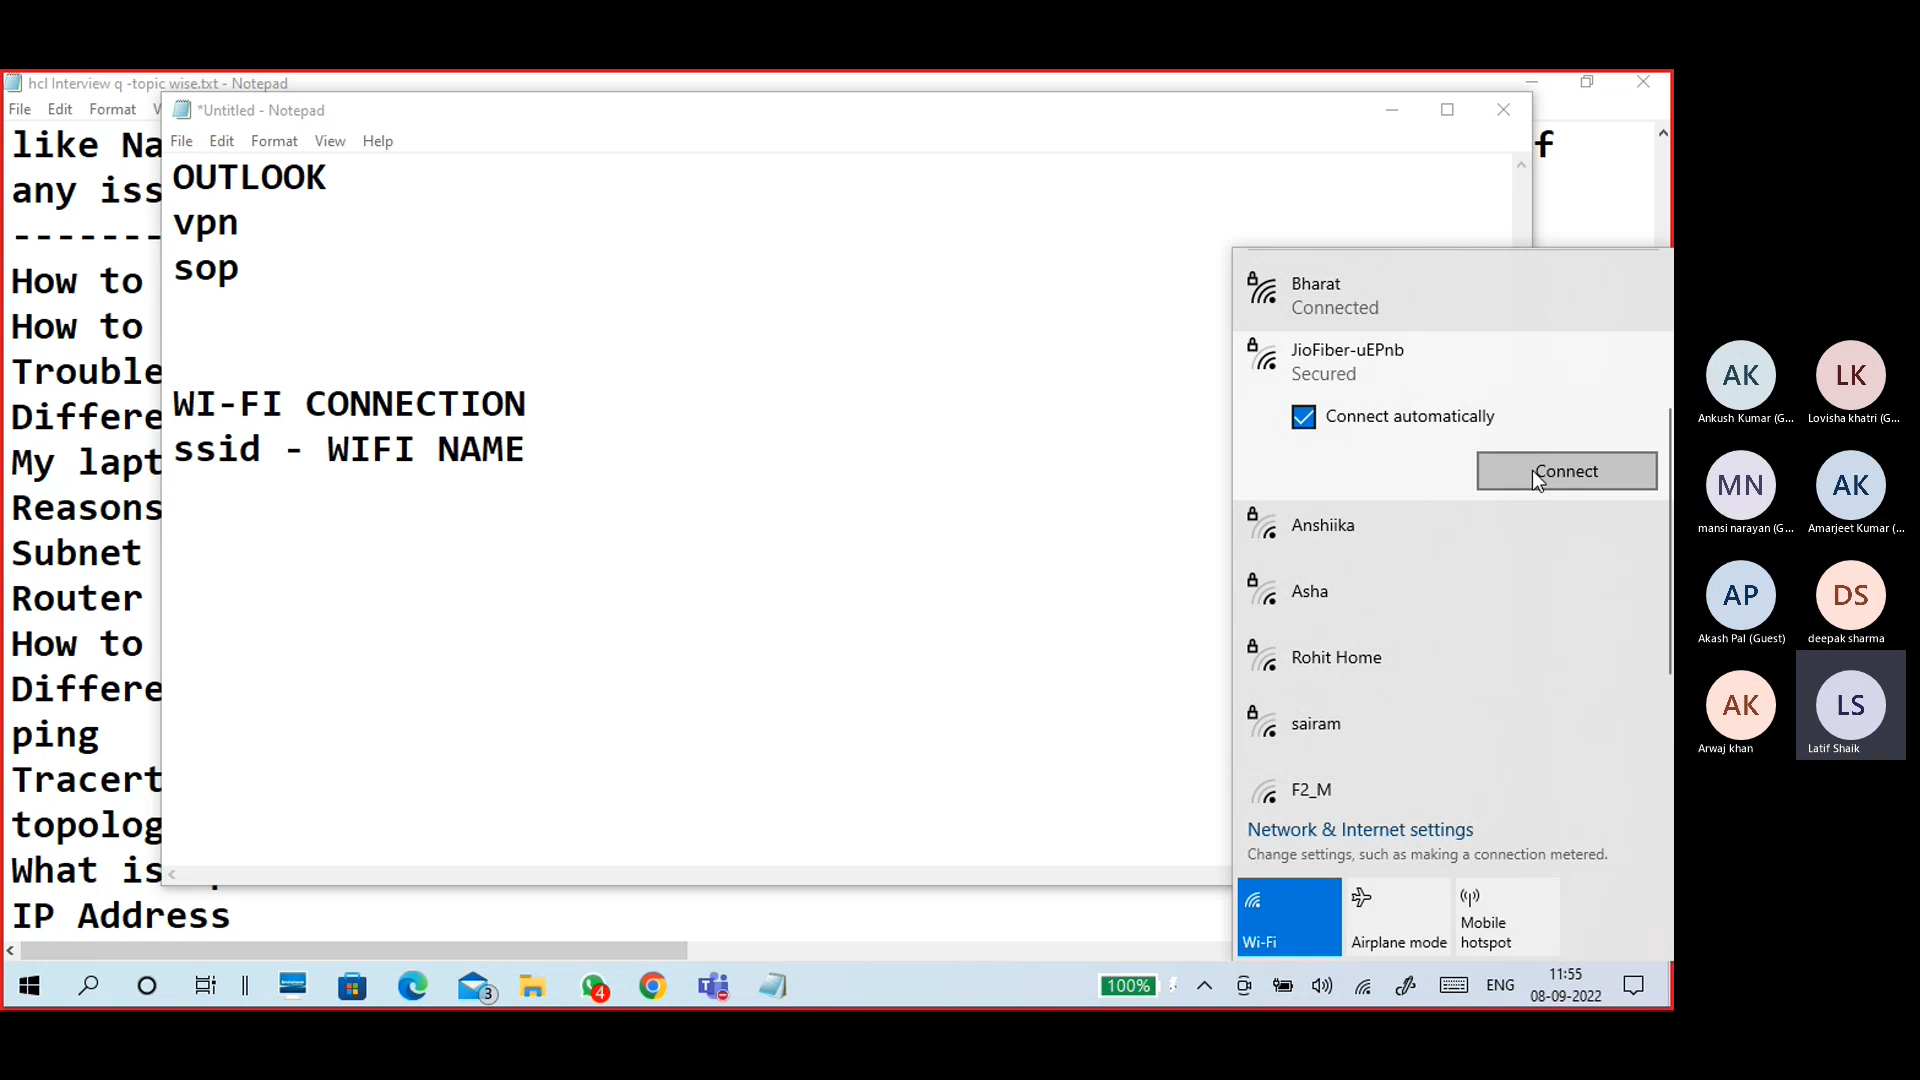 hcl Interview q -topic wise.txt - Notepad
File Edit Format V
like Na
f
any iss
-------
How to
How to
Trouble
Differe
My lapt
Reasons
Subnet
Router
How to
Differe
ping
Tracert
topolog
What is
IP Address
*Untitled - Notepad
File Edit Format View Help
OUTLOOK
vpn
sop
WI-FI CONNECTION
ssid - WIFI NAME
Bharat
Connected
JioFiber-uEPnb
Secured
Connect automatically
Connect
Anshiika
Asha
Rohit Home
sairam
F2_M
Network & Internet settings
Change settings, such as making a connection metered.
Wi-Fi
Airplane mode
Mobile
hotspot
3
4
100%
ENG
11:55
08-09-2022
AK
Ankush Kumar (G...
LK
Lovisha khatri (G...
MN
mansi narayan (G...
AK
Amarjeet Kumar (...
AP
Akash Pal (Guest)
DS
deepak sharma
AK
Arwaj khan
LS
Latif Shaik